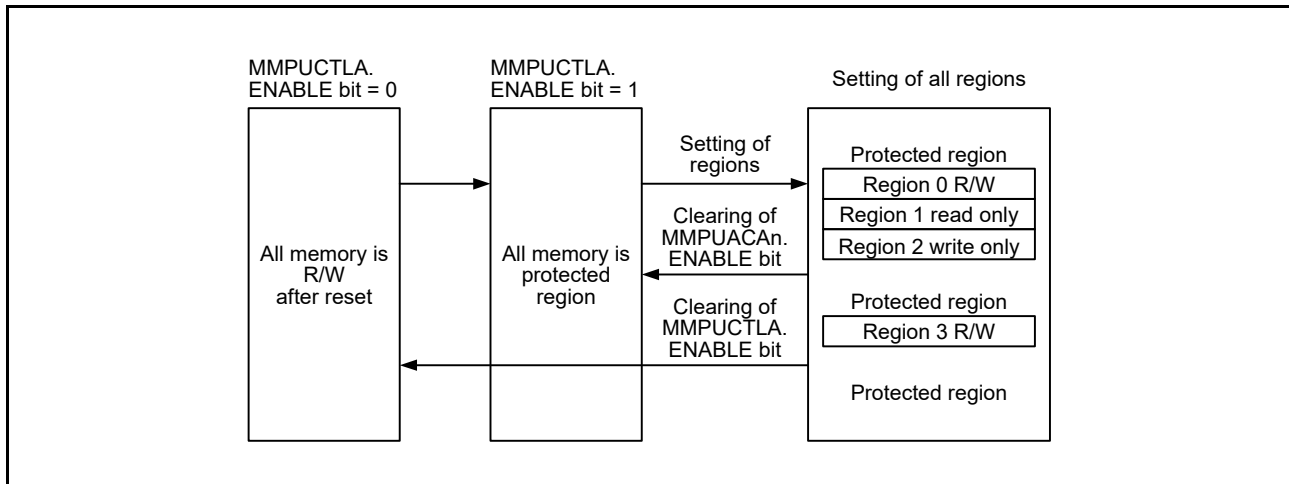 MMPUCTLA.
ENABLE bit = 0
All memory is
R/W
after reset
MMPUCTLA.
ENABLE bit = 1
All memory is
protected
region
Setting of
regions
Clearing of
MMPUACAn.
ENABLE bit
Clearing of
MMPUCTLA.
ENABLE bit
Setting of all regions
Protected region
Region 0 R/W
Region 1 read only
Region 2 write only
Protected region
Region 3 R/W
Protected region